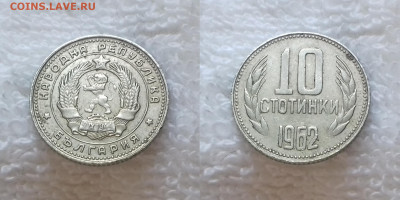 COINS.LAVE.RU
НАРОДНА РЕПУБЛИКА
БЪЛГАРИЯ
10
СТОТИНКИ
1962